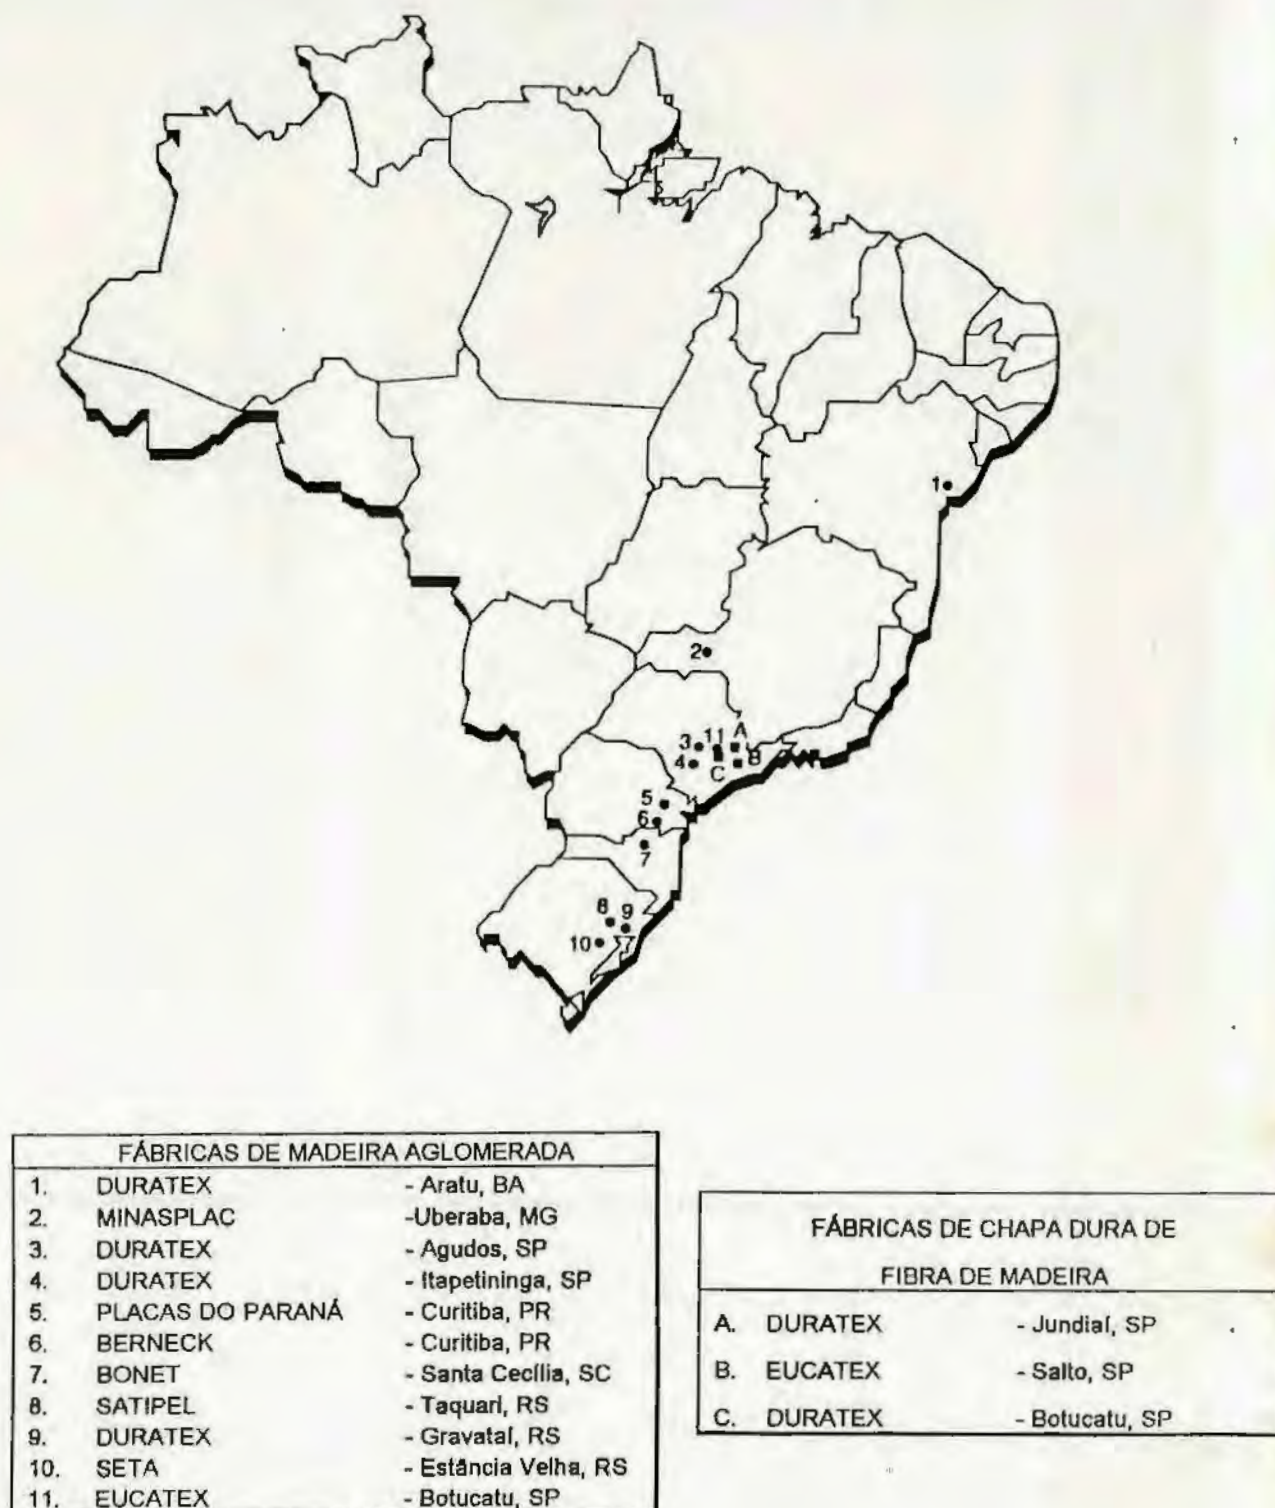 1
2
3
11
A
4
C
B
5
6
7
8
9
10
FÁBRICAS DE MADEIRA AGLOMERADA
1. DURATEX - Aratu, BA
2. MINASPLAC -Uberaba, MG
3. DURATEX - Agudos, SP
4. DURATEX - Itapetininga, SP
5. PLACAS DO PARANÁ - Curitiba, PR
6. BERNECK - Curitiba, PR
7. BONET - Santa Cecília, SC
8. SATIPEL - Taquari, RS
9. DURATEX - Gravataí, RS
10. SETA - Estância Velha, RS
11. EUCATEX - Botucatu, SP
FÁBRICAS DE CHAPA DURA DE
FIBRA DE MADEIRA
A. DURATEX - Jundiaí, SP
B. EUCATEX - Salto, SP
C. DURATEX - Botucatu, SP